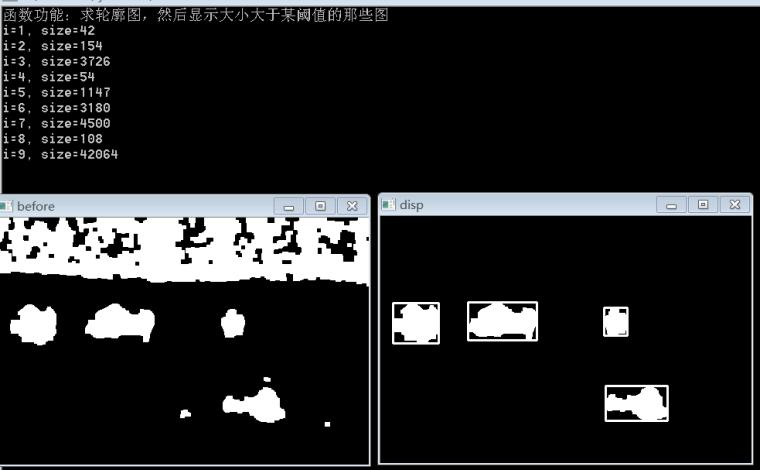 函数功能：求轮廓图，然后显示大小大于某阈值的那些图
i=1, size=42
i=2, size=154
i=3, size=3726
i=4, size=54
i=5, size=1147
i=6, size=3180
i=7, size=4500
i=8, size=108
i=9, size=42064
before
disp